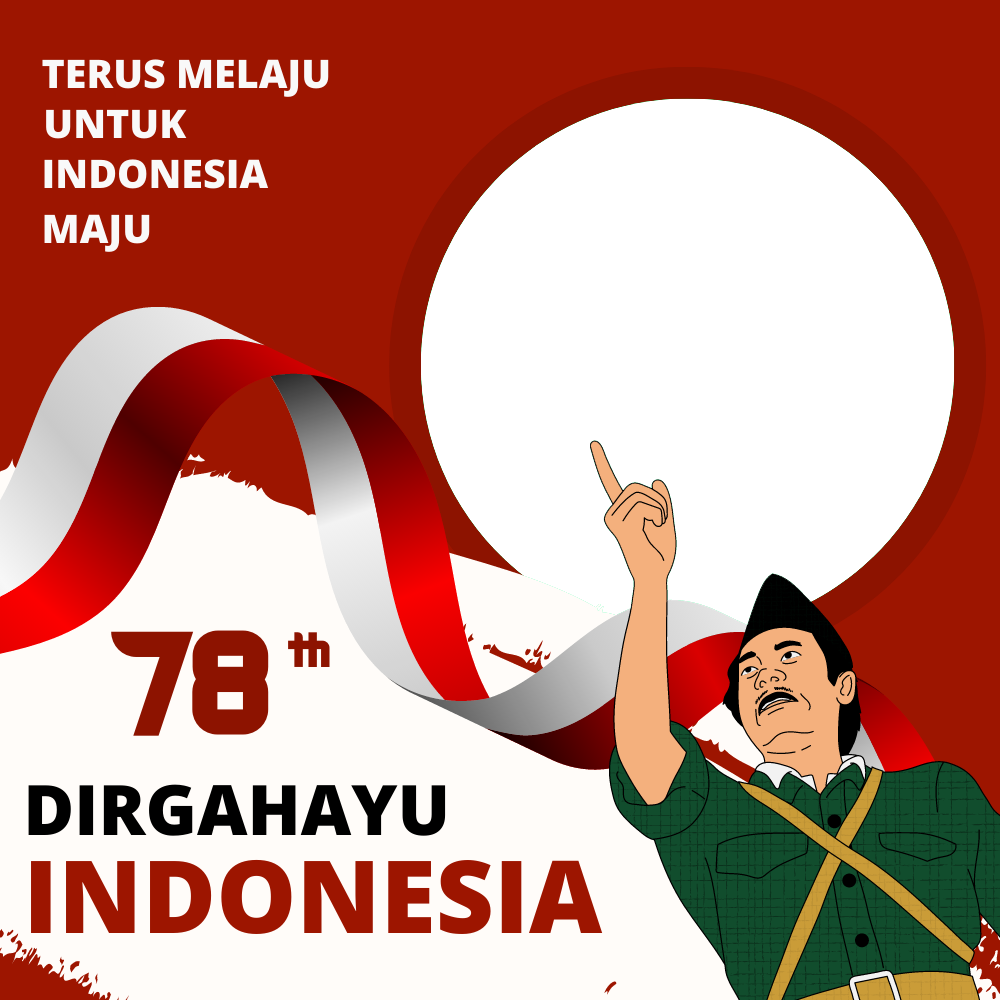 TERUS MELAJU
UNTUK
INDONESIA
MAJU
78 th
DIRGAHAYU
INDONESIA